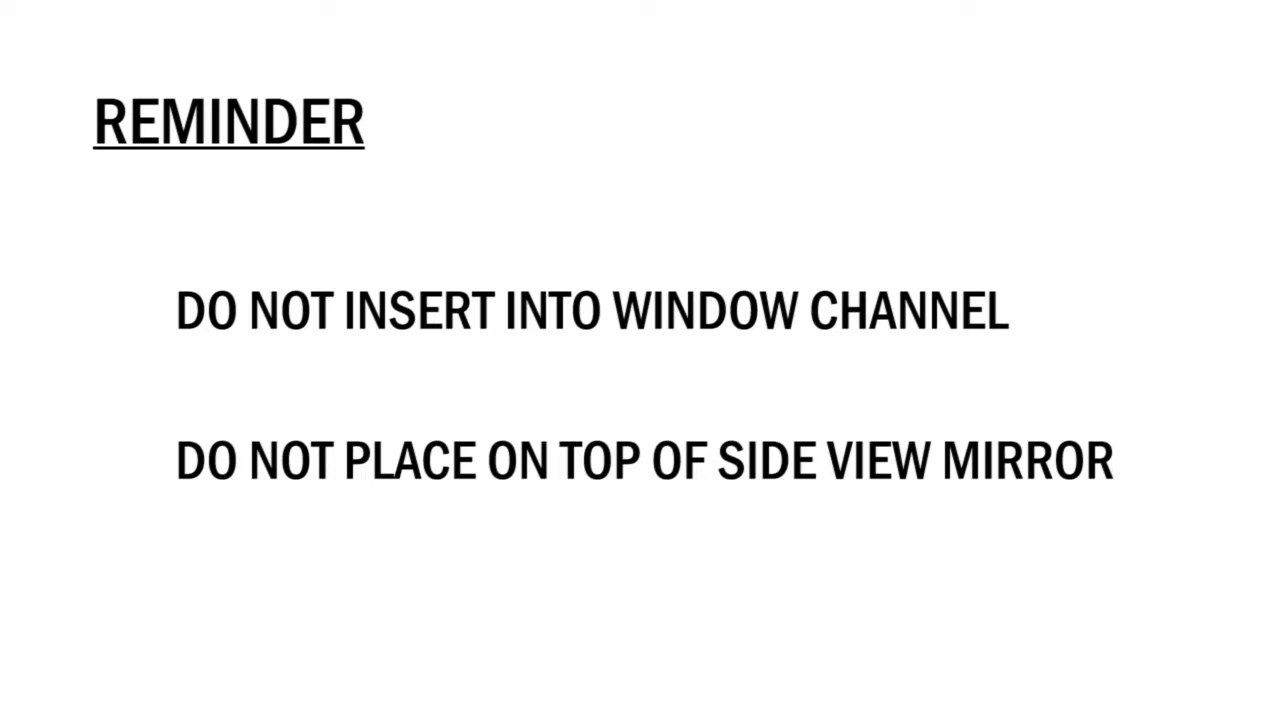 REMINDER
DO NOT INSERT INTO WINDOW CHANNEL
DO NOT PLACE ON TOP OF SIDE VIEW MIRROR